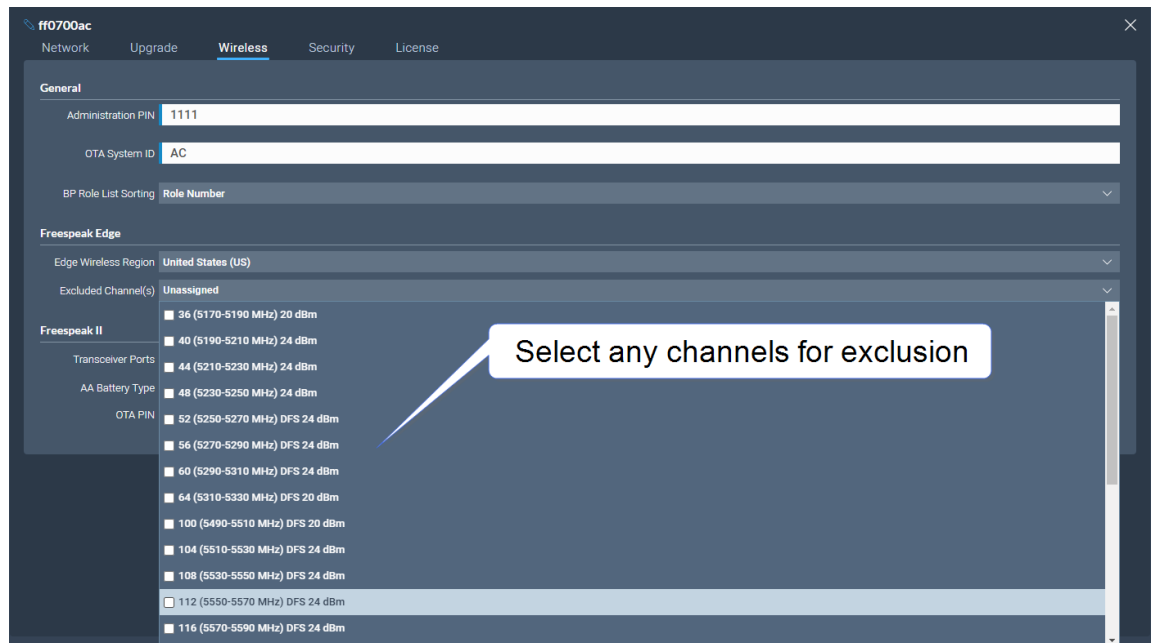 ff0700ac
Network Upgrade Wireless Security License
General
Administration PIN 1111
OTA System ID AC
BP Role List Sorting Role Number
Freespeak Edge
Edge Wireless Region United States (US)
Excluded Channel(s) Unassigned
36 (5170-5190 MHz) 20 dBm
Freespeak II
40 (5190-5210 MHz) 24 dBm
Select any channels for exclusion
Transceiver Ports
44 (5210-5230 MHz) 24 dBm
AA Battery Type
48 (5230-5250 MHz) 24 dBm
OTA PIN
52 (5250-5270 MHz) DFS 24 dBm
56 (5270-5290 MHz) DFS 24 dBm
60 (5290-5310 MHz) DFS 24 dBm
64 (5310-5330 MHz) DFS 20 dBm
100 (5490-5510 MHz) DFS 20 dBm
104 (5510-5530 MHz) DFS 24 dBm
108 (5530-5550 MHz) DFS 24 dBm
112 (5550-5570 MHz) DFS 24 dBm
116 (5570-5590 MHz) DFS 24 dBm